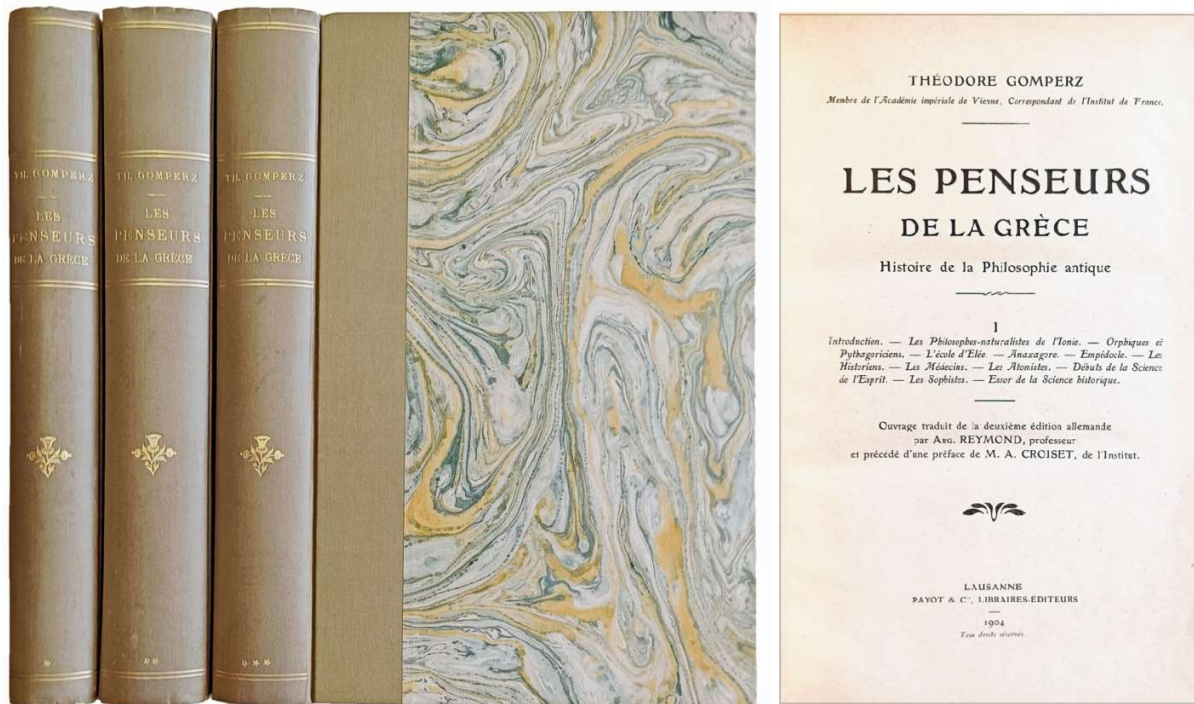 TH. GOMPERZ
LES
PENSEURS
DE LA GRÈCE
*
TH. GOMPERZ
LES
PENSEURS
DE LA GRÈCE
**
TH. GOMPERZ
LES
PENSEURS
DE LA GRÈCE
***
THÉODORE GOMPERZ
Membre de l'Académie impériale de Vienne, Correspondant de l'Institut de France.
LES PENSEURS
DE LA GRÈCE
Histoire de la Philosophie antique
I
Introduction. — Les Philosophes-naturalistes de l'Ionie. — Orphiques et
Pythagoriciens. — L'école d'Elée. — Anaxagore. — Empédocle. — Les
Historiens. — Les Médecins. — Les Atomistes. — Débuts de la Science
de l'Esprit. — Les Sophistes. — Essor de la Science historique.
Ouvrage traduit de la deuxième édition allemande
par AUG. REYMOND, professeur
et précédé d'une préface de M. A. CROISET, de l'Institut.
LAUSANNE
PAYOT & Cie, LIBRAIRES-ÉDITEURS
1904
Tous droits réservés.